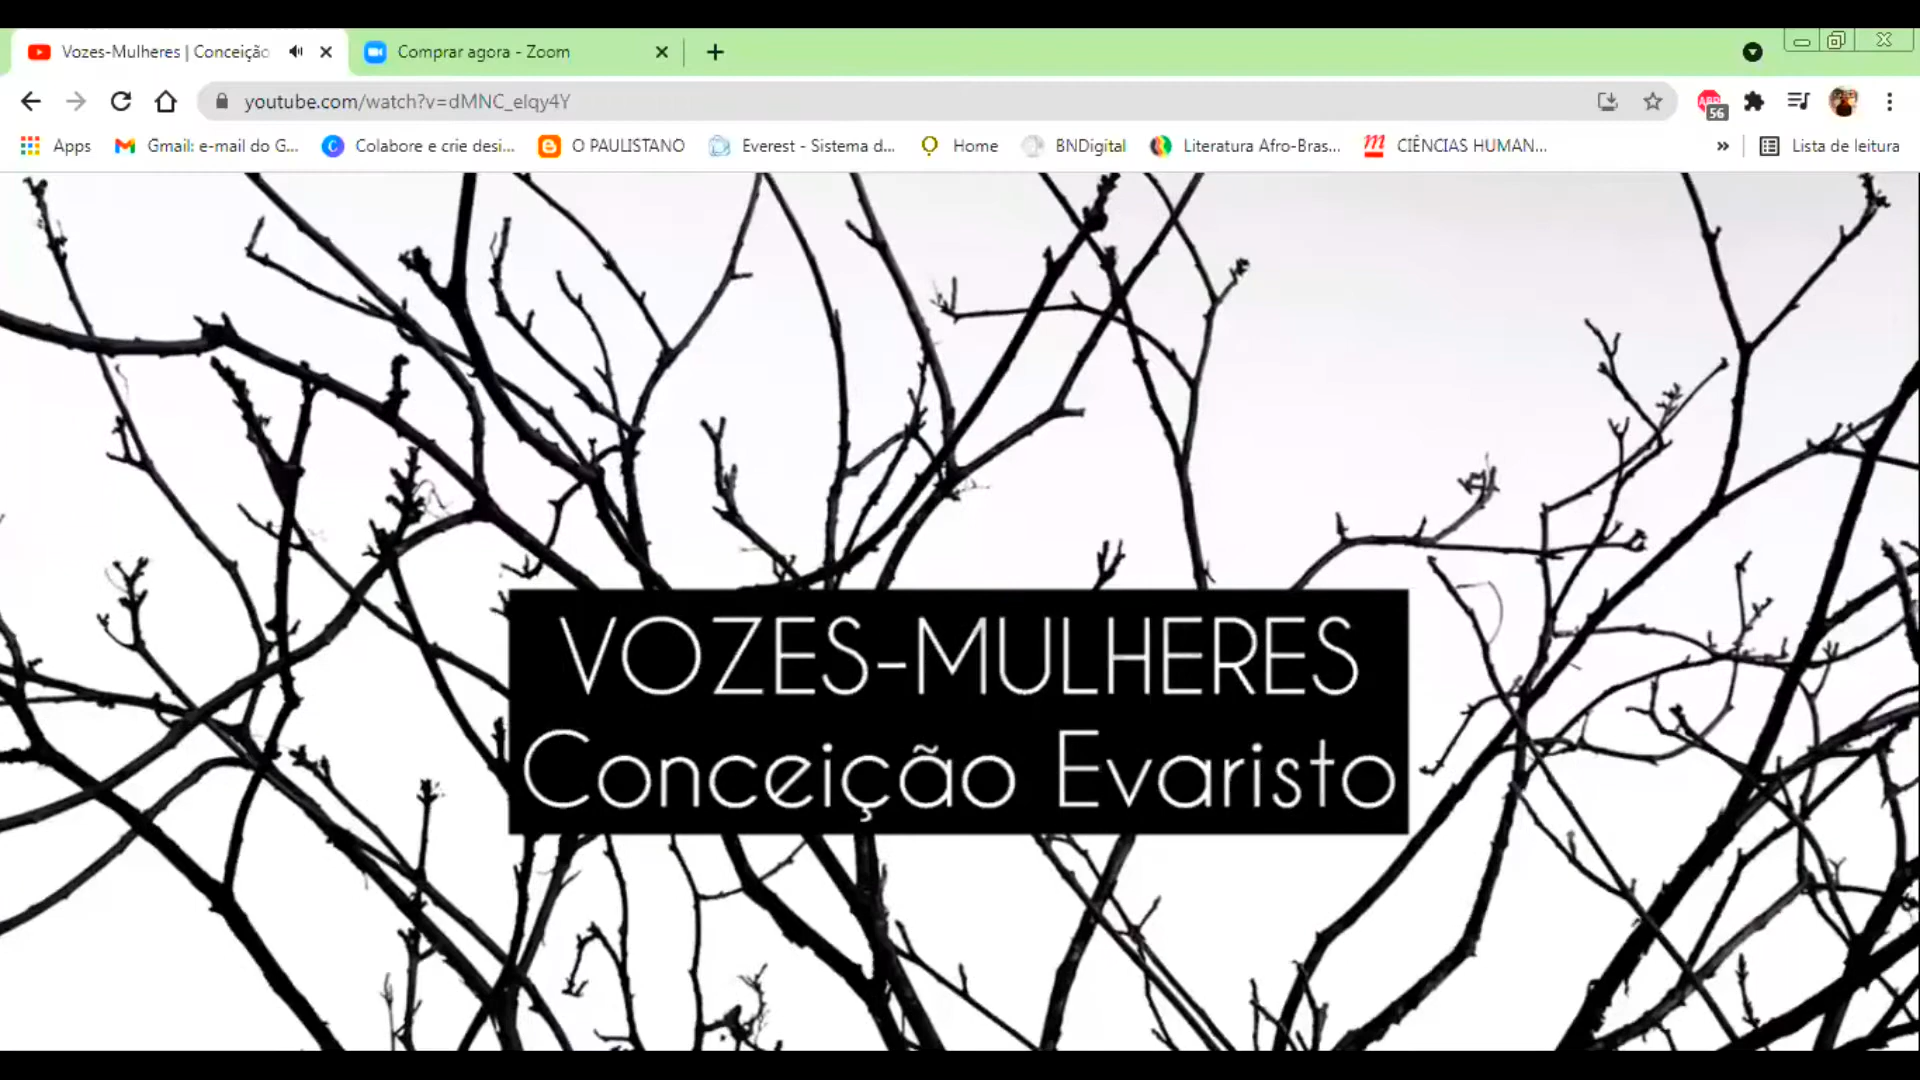 Vozes-Mulheres | Conceição
Comprar agora - Zoom
youtube.com/watch?v=dMNC_elqy4Y
ABP
56
Apps
Gmail: e-mail do G...
Colabore e crie desi...
O PAULISTANO
Everest - Sistema d...
Home
BNDigital
Literatura Afro-Bras...
CIÊNCIAS HUMAN...
»
Lista de leitura
VOZES-MULHERES
Conceição Evaristo